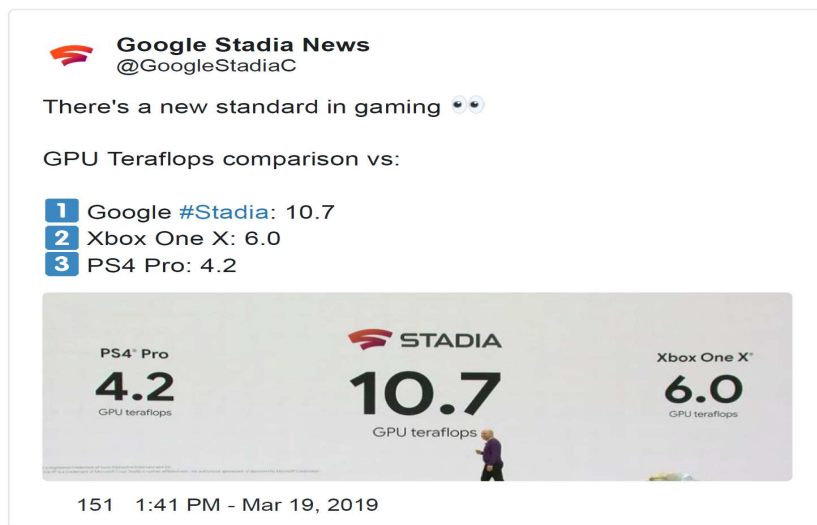 Google Stadia News
@GoogleStadiaC
There's a new standard in gaming 👀
GPU Teraflops comparison vs:
1 Google #Stadia: 10.7
2 Xbox One X: 6.0
3 PS4 Pro: 4.2
PS4® Pro
4.2
GPU teraflops
STADIA
10.7
GPU teraflops
Xbox One X®
6.0
GPU teraflops
151 1:41 PM - Mar 19, 2019